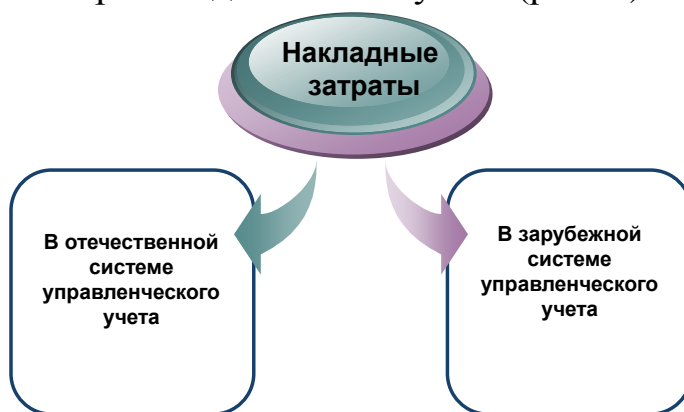 Накладные
затраты
В отечественной
системе
управленческого
учета
В зарубежной
системе
управленческого
учета